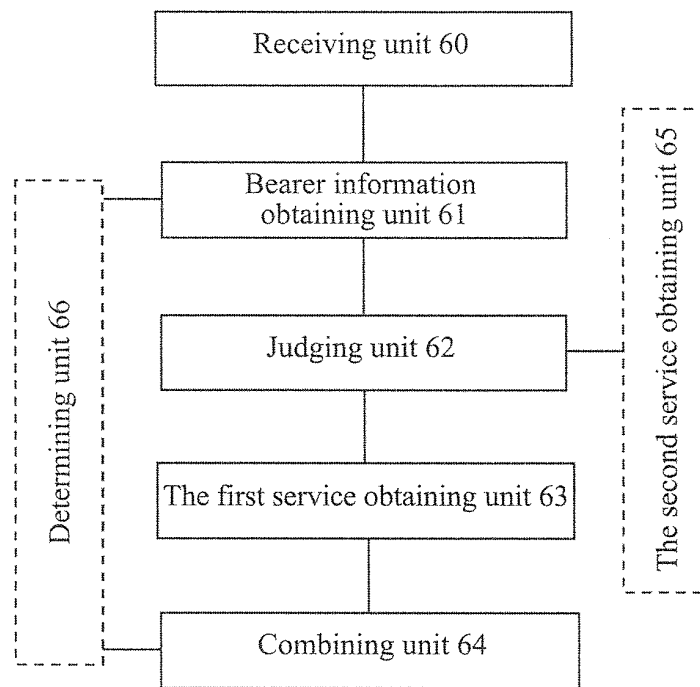 Receiving unit 60
Bearer information
obtaining unit 61
Judging unit 62
The first service obtaining unit 63
Combining unit 64
The second service obtaining unit 65
Determining unit 66